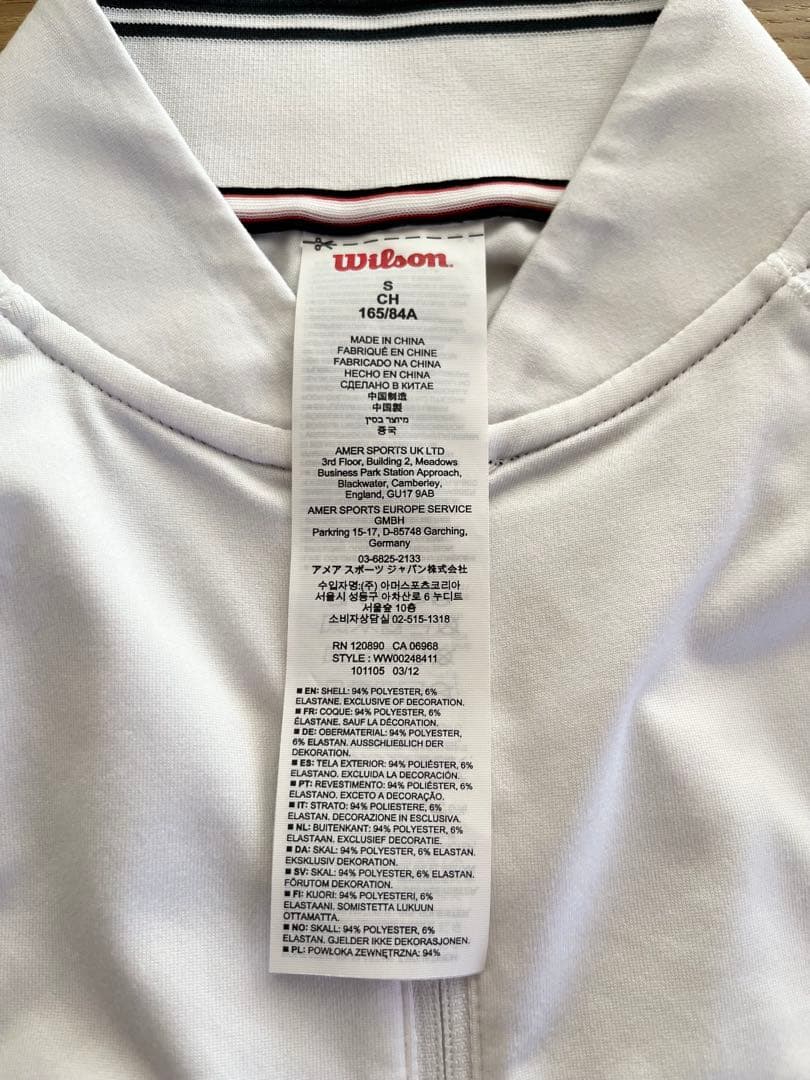 Wilson.
S
CH
165/84A
MADE IN CHINA
FABRIQUÉ EN CHINE
FABRICADO NA CHINA
HECHO EN CHINA
СДЕЛАНО В КИТАЕ
中国制造
中国製
מיוצר בסין
중국
AMER SPORTS UK LTD
3rd Floor, Building 2, Meadows
Business Park Station Approach,
Blackwater, Camberley,
England, GU17 9AB
AMER SPORTS EUROPE SERVICE
GMBH
Parkring 15-17, D-85748 Garching,
Germany
03-6825-2133
アメア スポーツ ジャパン株式会社
수입자명:(주) 아머스포츠코리아
서울시 성동구 아차산로 6 누디트
서울숲 10층
소비자상담실 02-515-1318
RN 120890 CA 06968
STYLE : WW00248411
101105 03/12
■ EN: SHELL: 94% POLYESTER, 6%
ELASTANE. EXCLUSIVE OF DECORATION.
■ FR: COQUE: 94% POLYESTER, 6%
ÉLASTANE. SAUF LA DÉCORATION.
■ DE: OBERMATERIAL: 94% POLYESTER,
6% ELASTAN. AUSSCHLIEßLICH DER
DEKORATION.
■ ES: TELA EXTERIOR: 94% POLIÉSTER, 6%
ELASTANO. EXCLUIDA LA DECORACIÓN.
■ PT: REVESTIMENTO: 94% POLIÉSTER, 6%
ELASTANO. EXCETO A DECORAÇÃO.
■ IT: STRATO: 94% POLIESTERE, 6%
ELASTAN. DECORAZIONE IN ESCLUSIVA.
■ NL: BUITENKANT: 94% POLYESTER, 6%
ELASTAAN. EXCLUSIEF DECORATIE.
■ DA: SKAL: 94% POLYESTER, 6% ELASTAN.
EKSKLUSIV DEKORATION.
■ SV: SKAL: 94% POLYESTER, 6% ELASTAN.
FÖRUTOM DEKORATION.
■ FI: KUORI: 94% POLYESTERI, 6%
ELASTAANI. SOMISTETTA LUKUUN
OTTAMATTA.
■ NO: SKALL: 94% POLYESTER, 6%
ELASTAN. GJELDER IKKE DEKORASJONEN.
■ PL: POWŁOKA ZEWNĘTRZNA: 94%